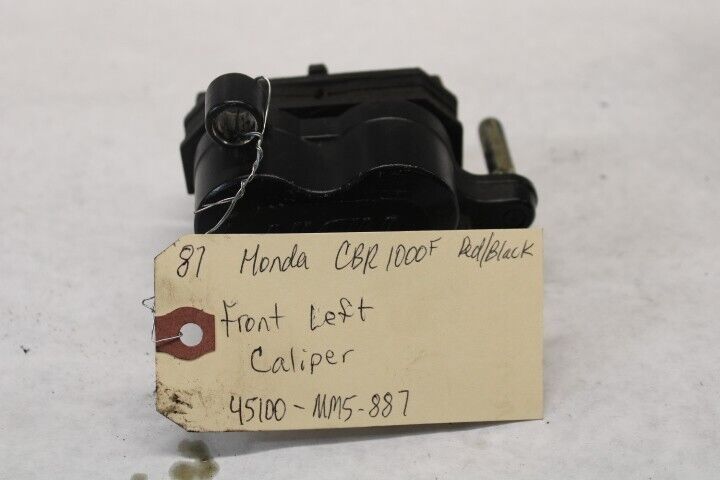 87 Honda CBR1000F Red/Black
Front Left
Caliper
45100-MM5-887